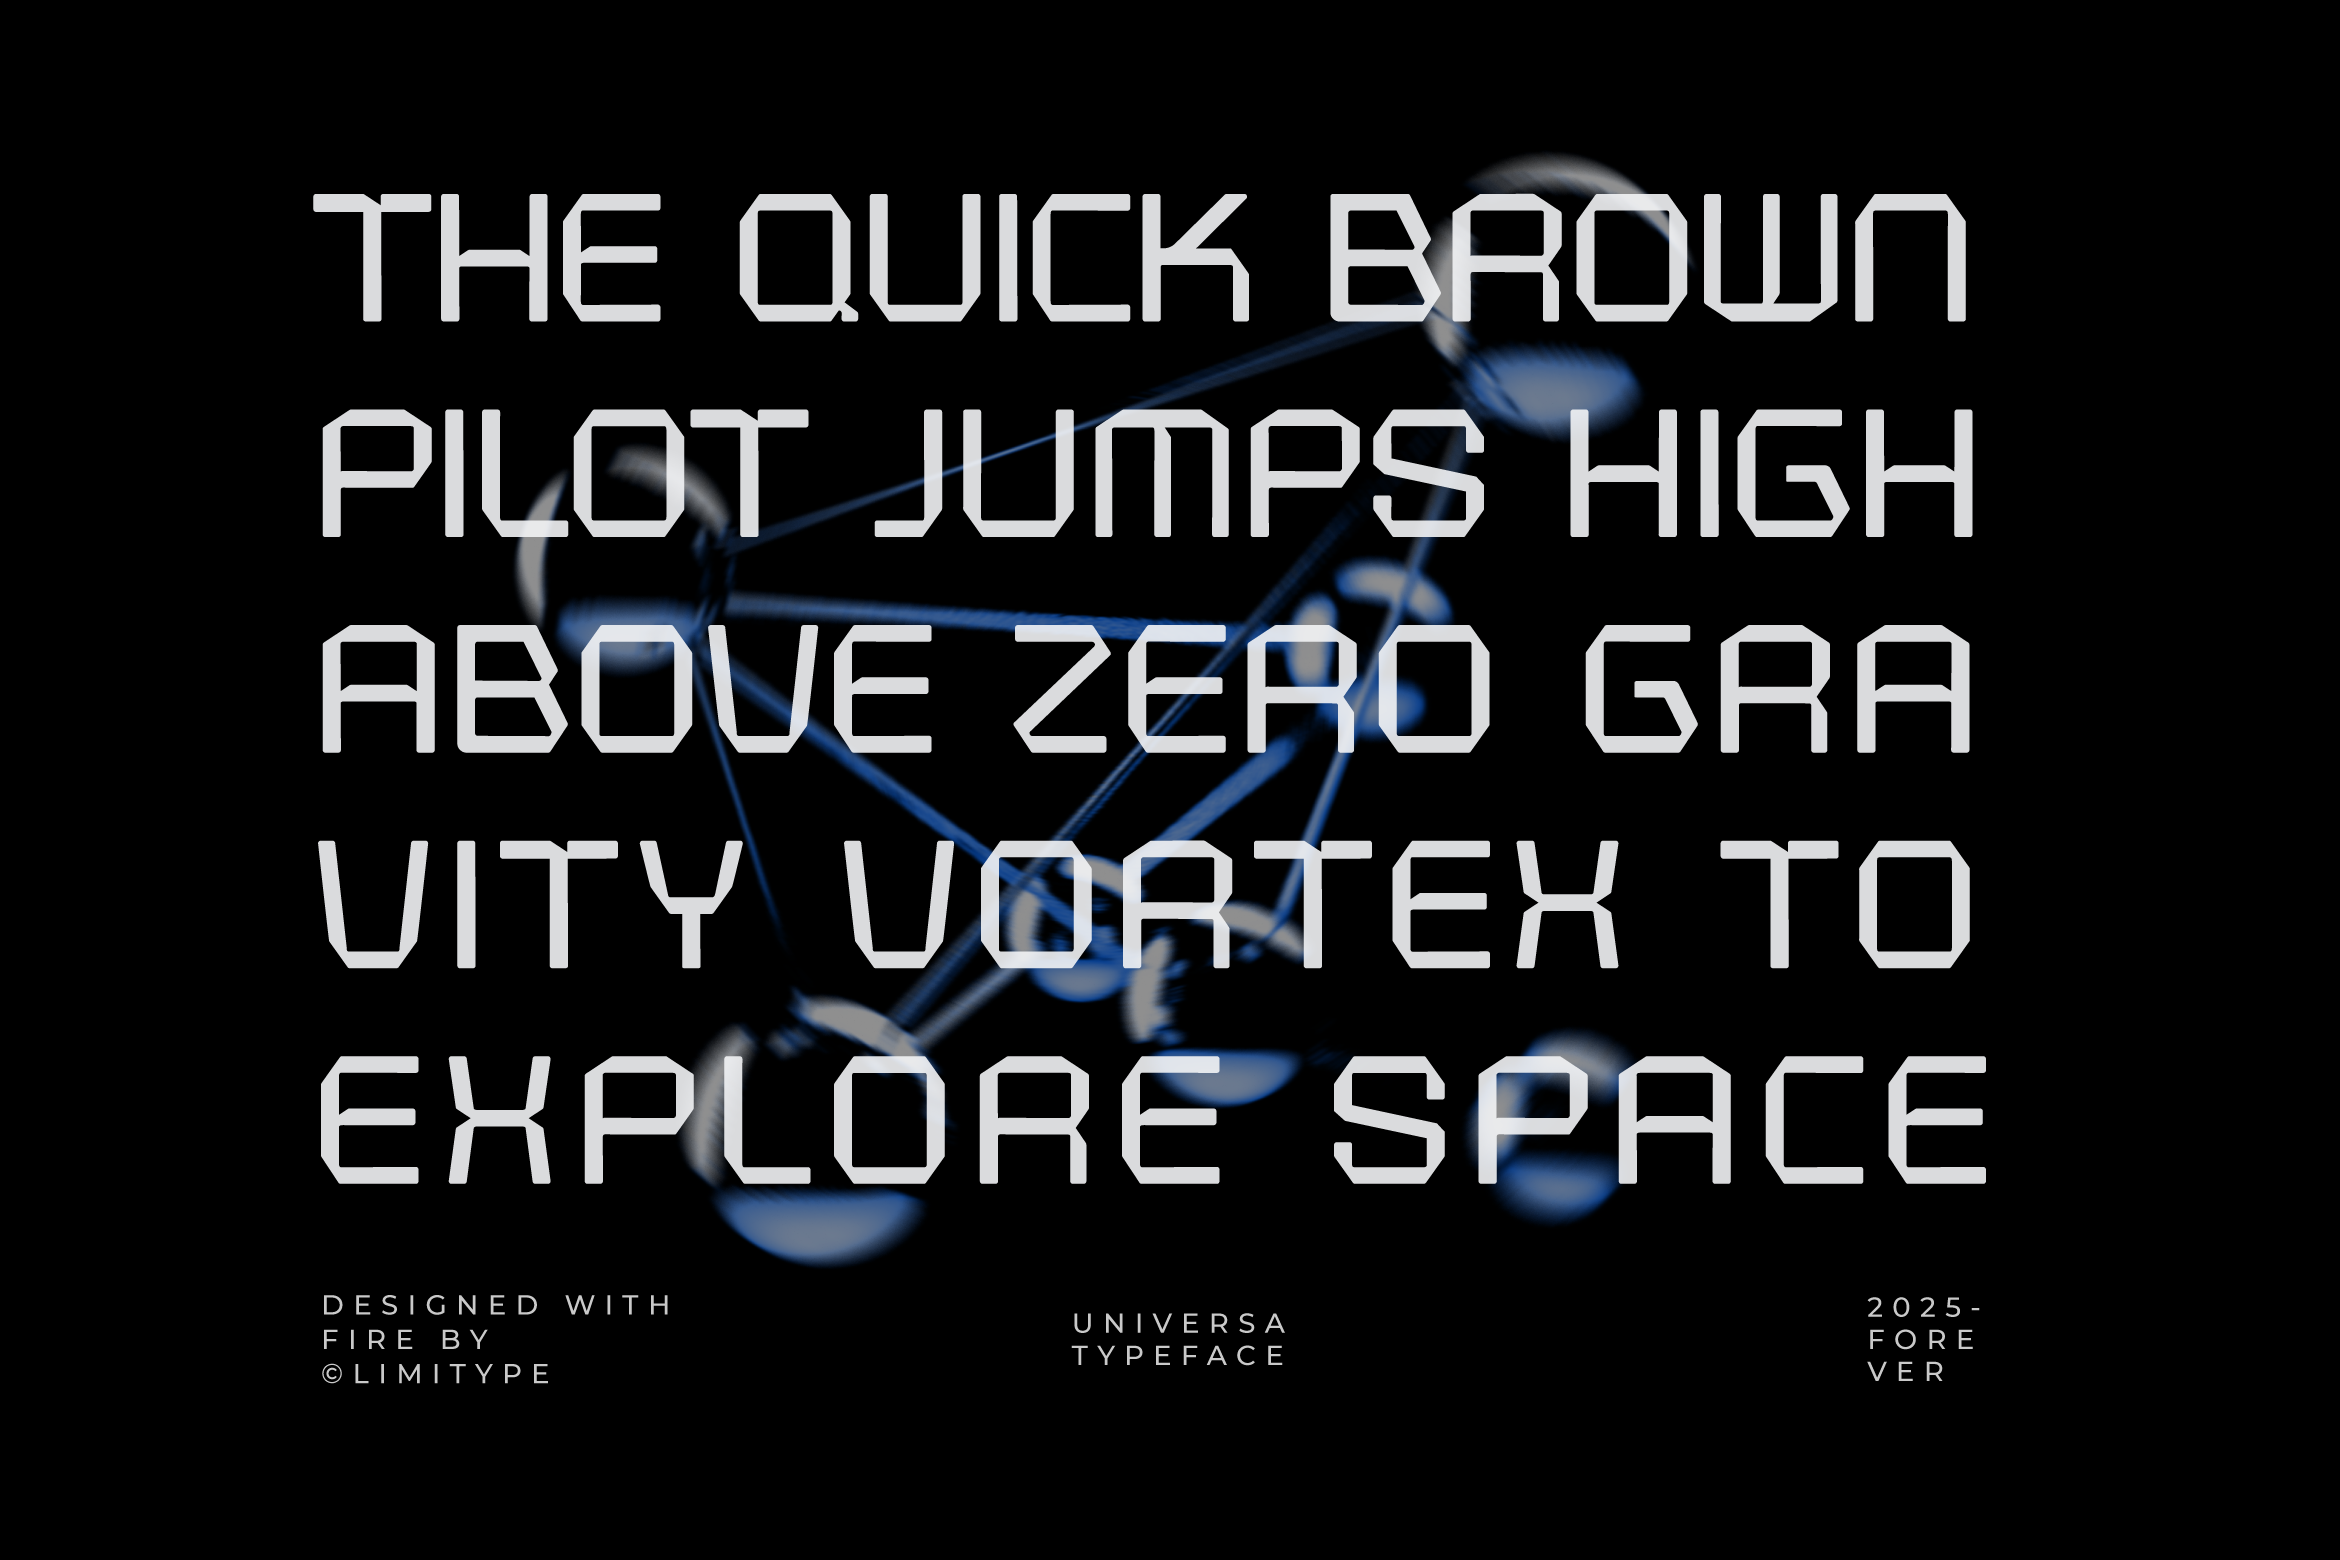 THE QUICK BROWN
PILOT JUMPS HIGH
ABOVE ZERO GRA
VITY VORTEX TO
EXPLORE SPACE
DESIGNED WITH
FIRE BY
©LIMITYPE
UNIVERSA
TYPEFACE
2025-
FORE
VER